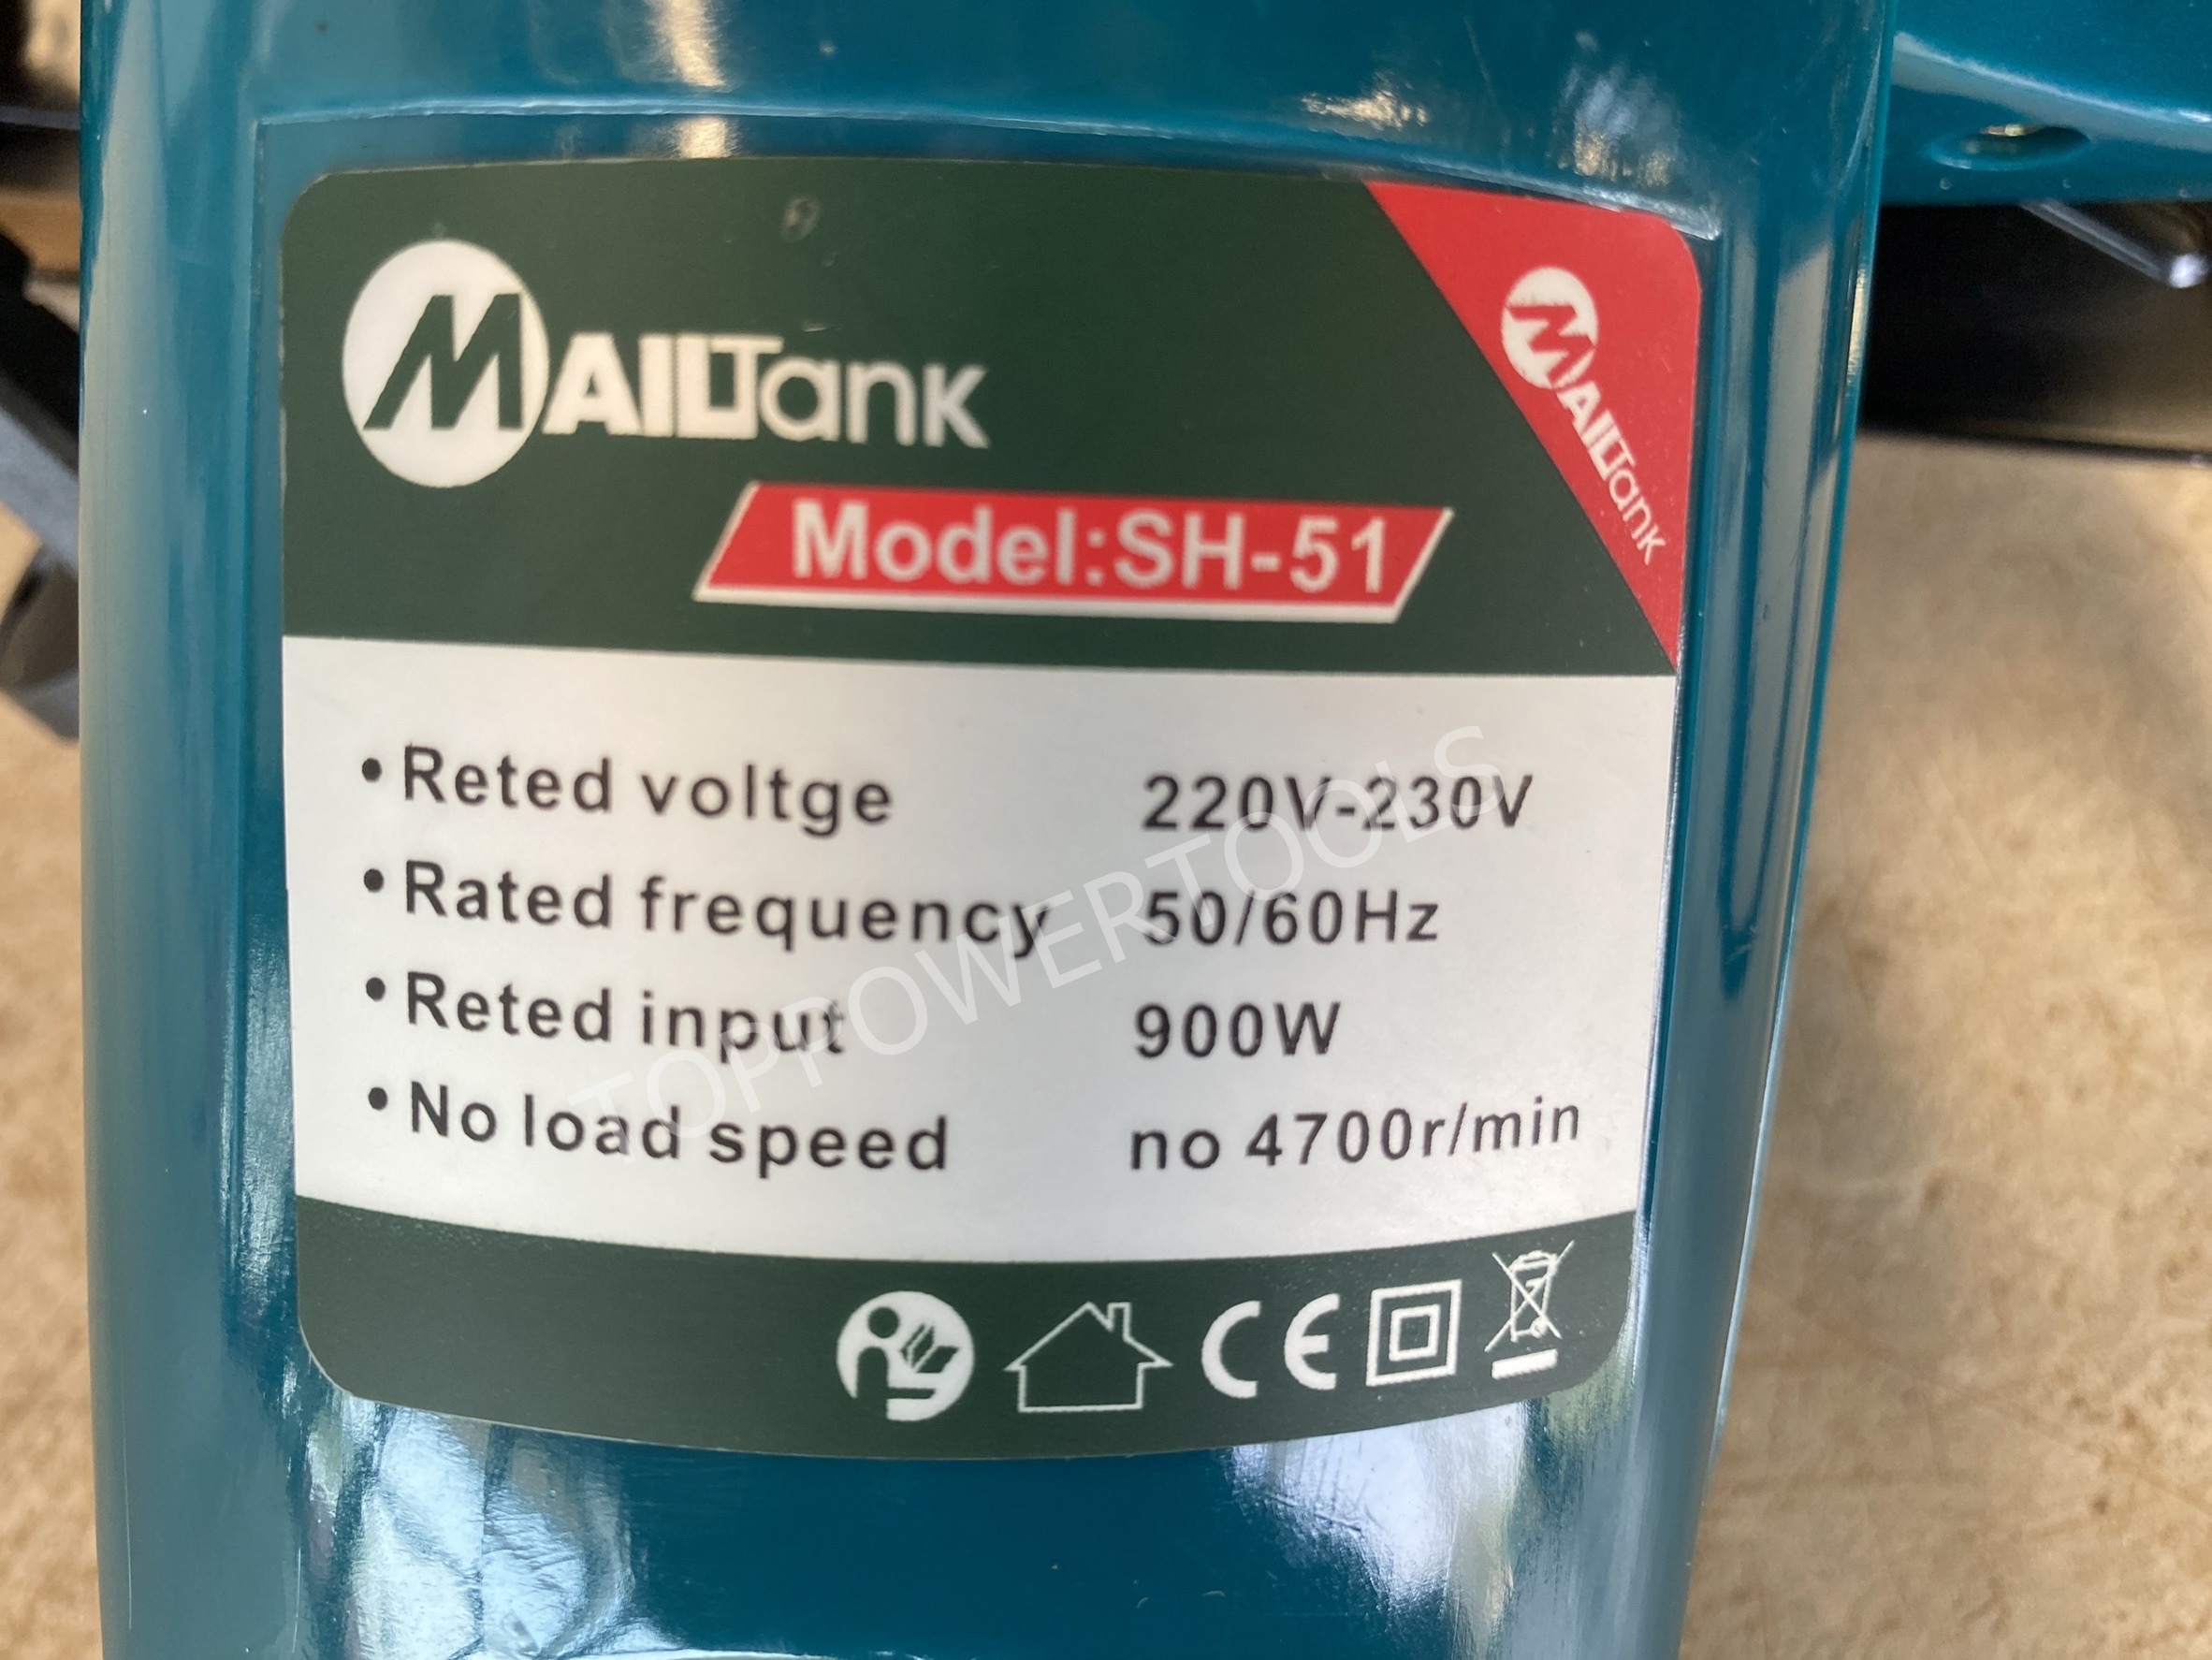 MAILTank
MAILTank
Model:SH-51
• Reted voltge 220V-230V
• Rated frequency 50/60Hz
• Reted input 900W
• No load speed no 4700r/min
TOPPOWERTOOLS
CE